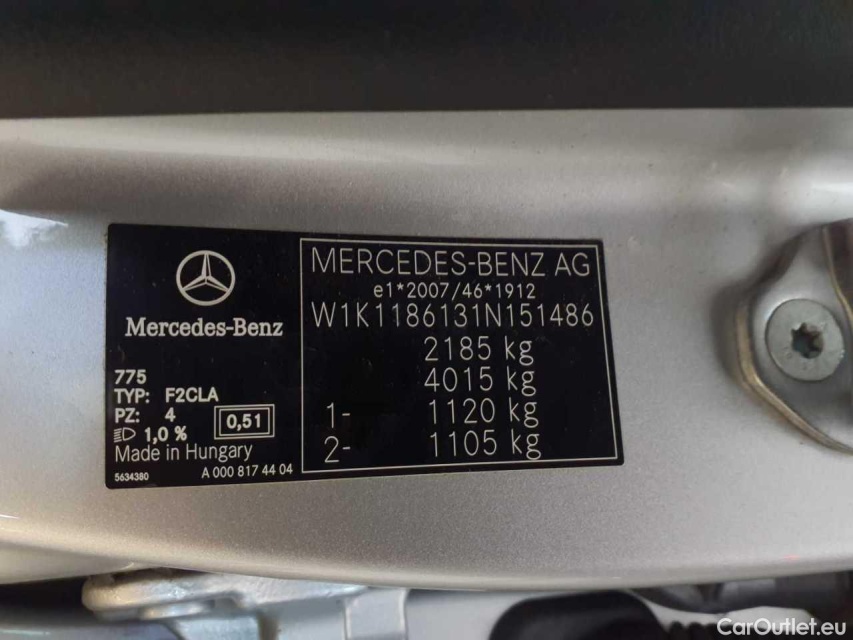 Mercedes-Benz
775
TYP: F2CLA
PZ: 4
0,51
1,0 %
Made in Hungary
5634380 A 000 817 44 04
MERCEDES-BENZ AG
e1*2007/46*1912
W1K1186131N151486
2185 kg
4015 kg
1- 1120 kg
2- 1105 kg
CarOutlet.eu